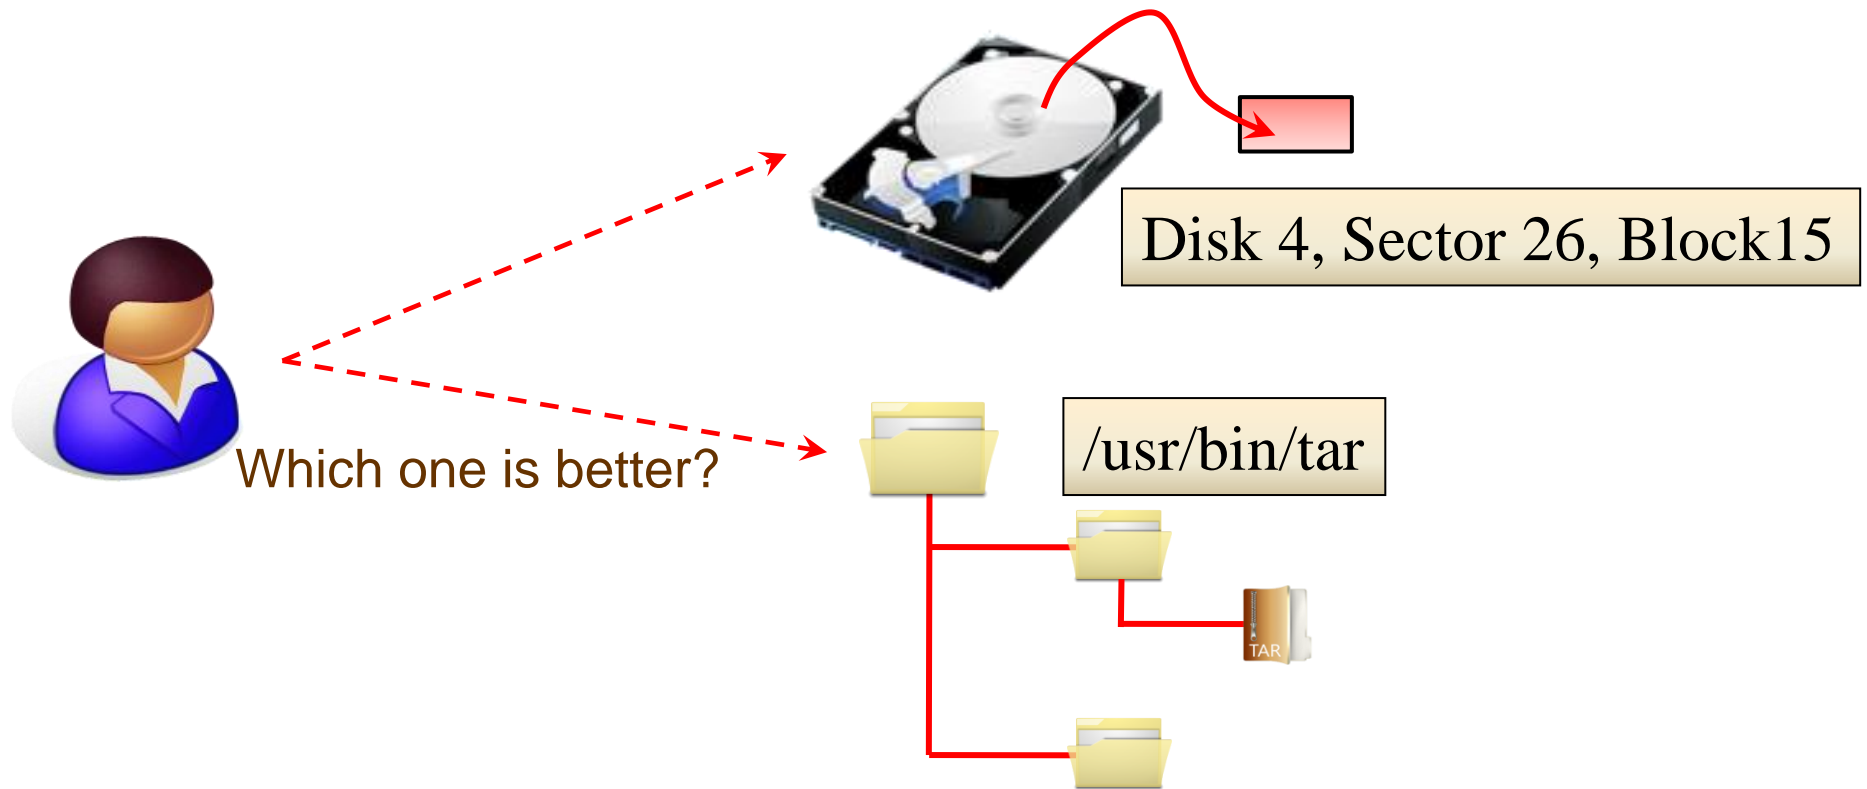 Disk 4, Sector 26, Block15
Which one is better?
/usr/bin/tar
TAR